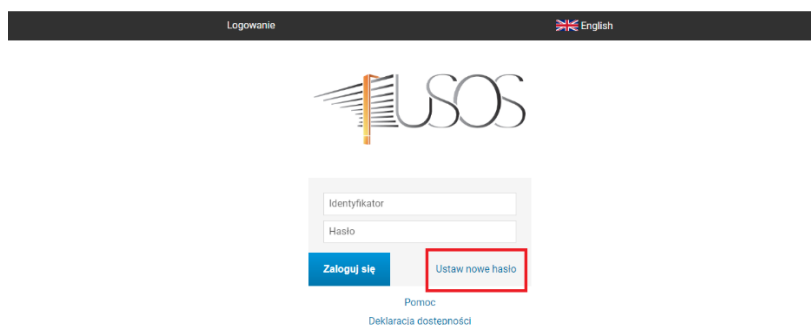 Logowanie English
USOS
Identyfikator
Hasło
Zaloguj się Ustaw nowe hasło
Pomoc
Deklaracja dostępności